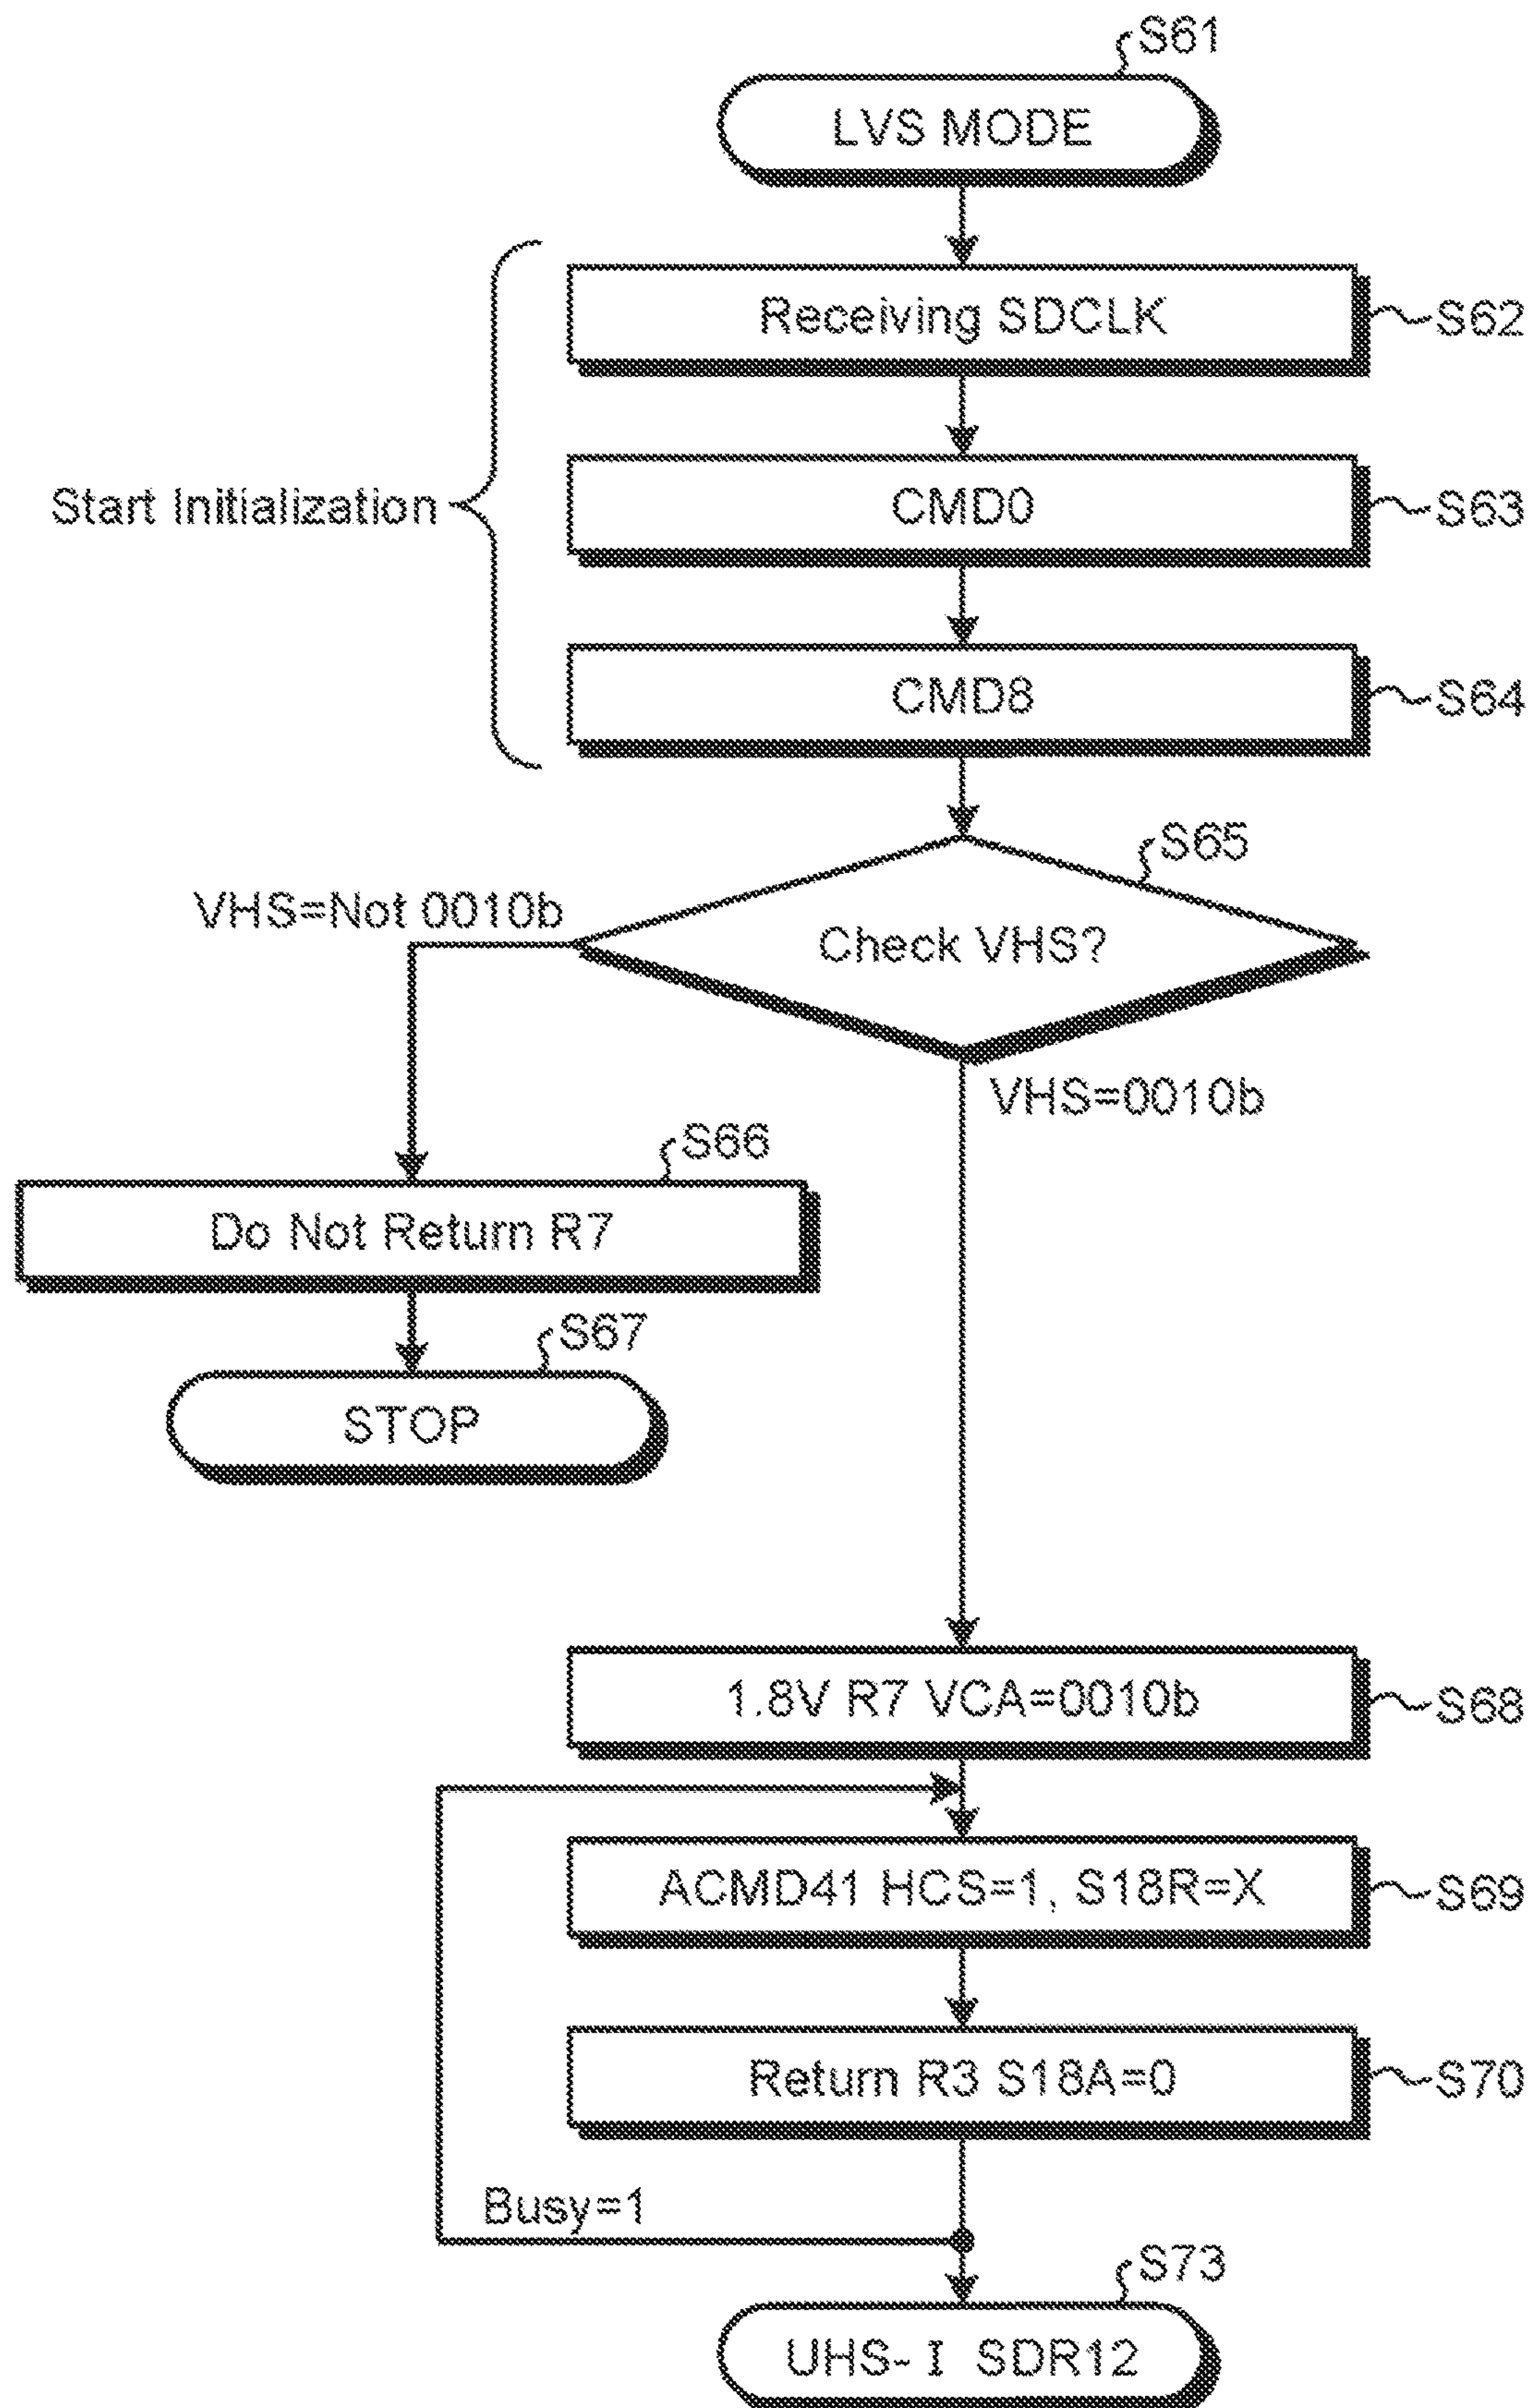 S61
LVS MODE
Receiving SDCLK
S62
Start Initialization
CMD0
S63
CMD8
S64
S65
VHS=Not 0010b
Check VHS?
VHS=0010b
S66
Do Not Return R7
S67
STOP
1.8V R7 VCA=0010b
S68
ACMD41 HCS=1, S18R=X
S69
Return R3 S18A=0
S70
Busy=1
S73
UHS-I SDR12